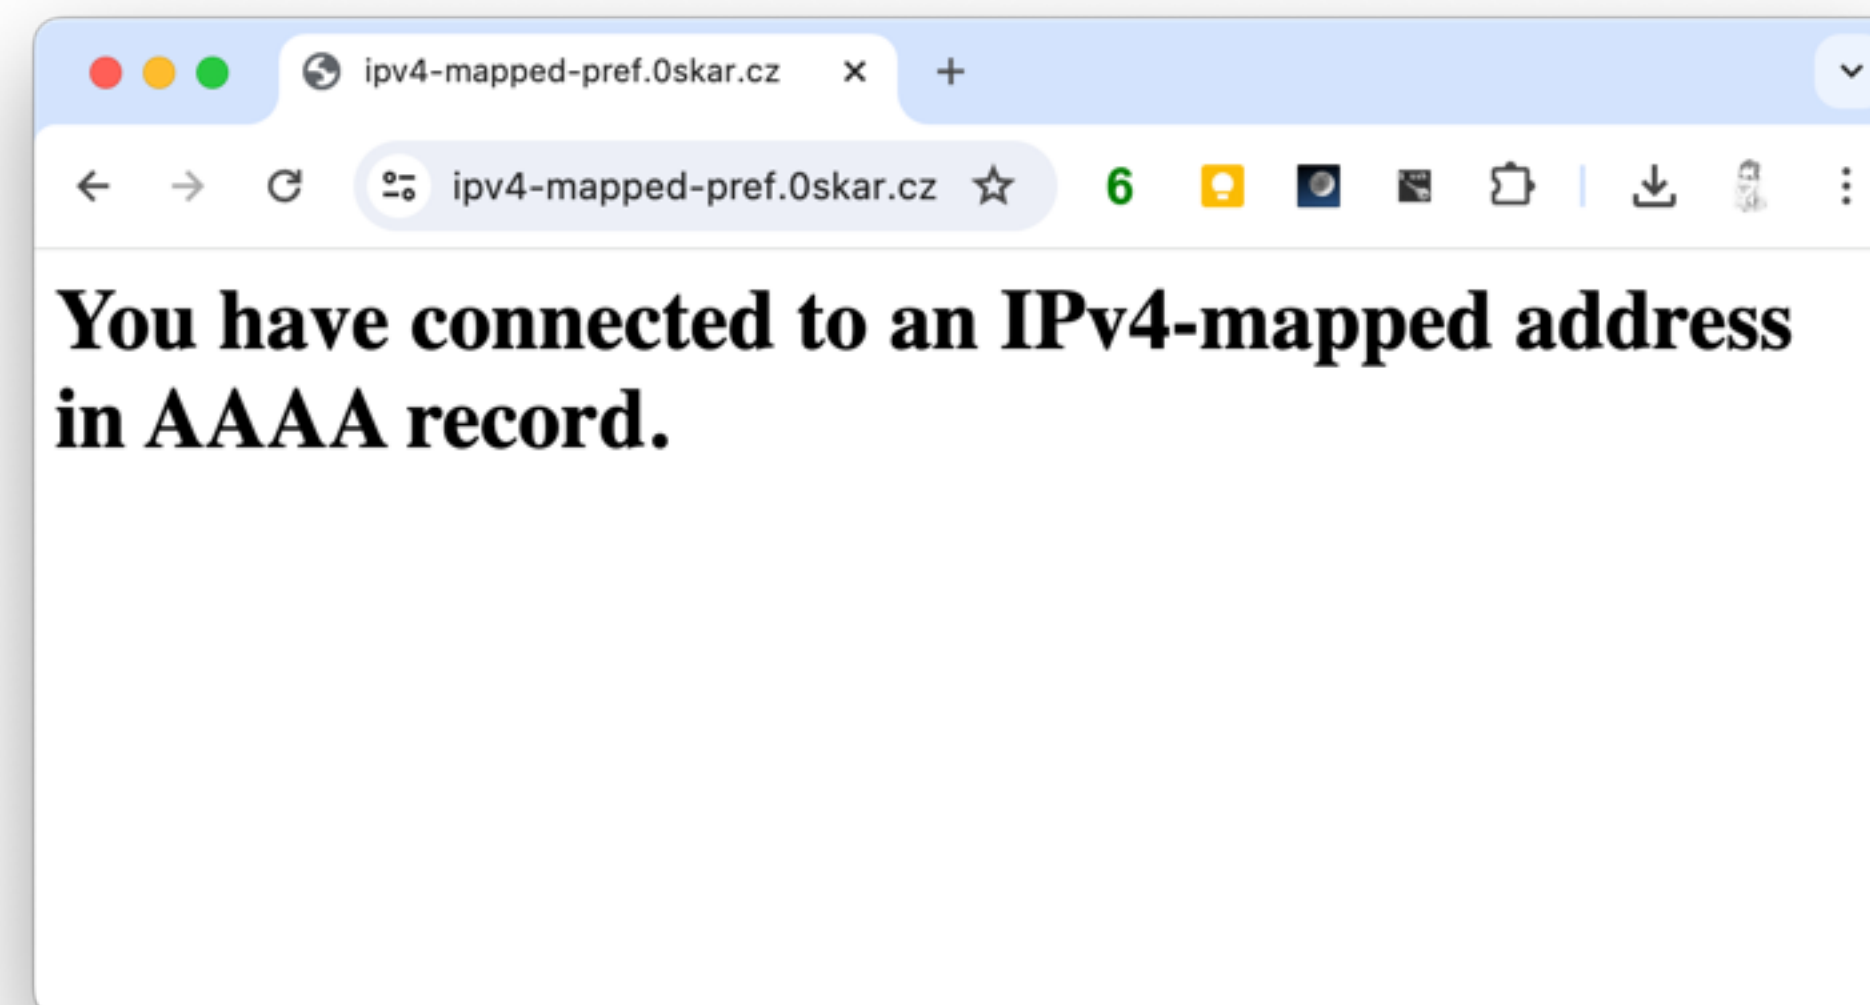 ipv4-mapped-pref.0skar.cz
ipv4-mapped-pref.0skar.cz 6
You have connected to an IPv4-mapped address
in AAAA record.